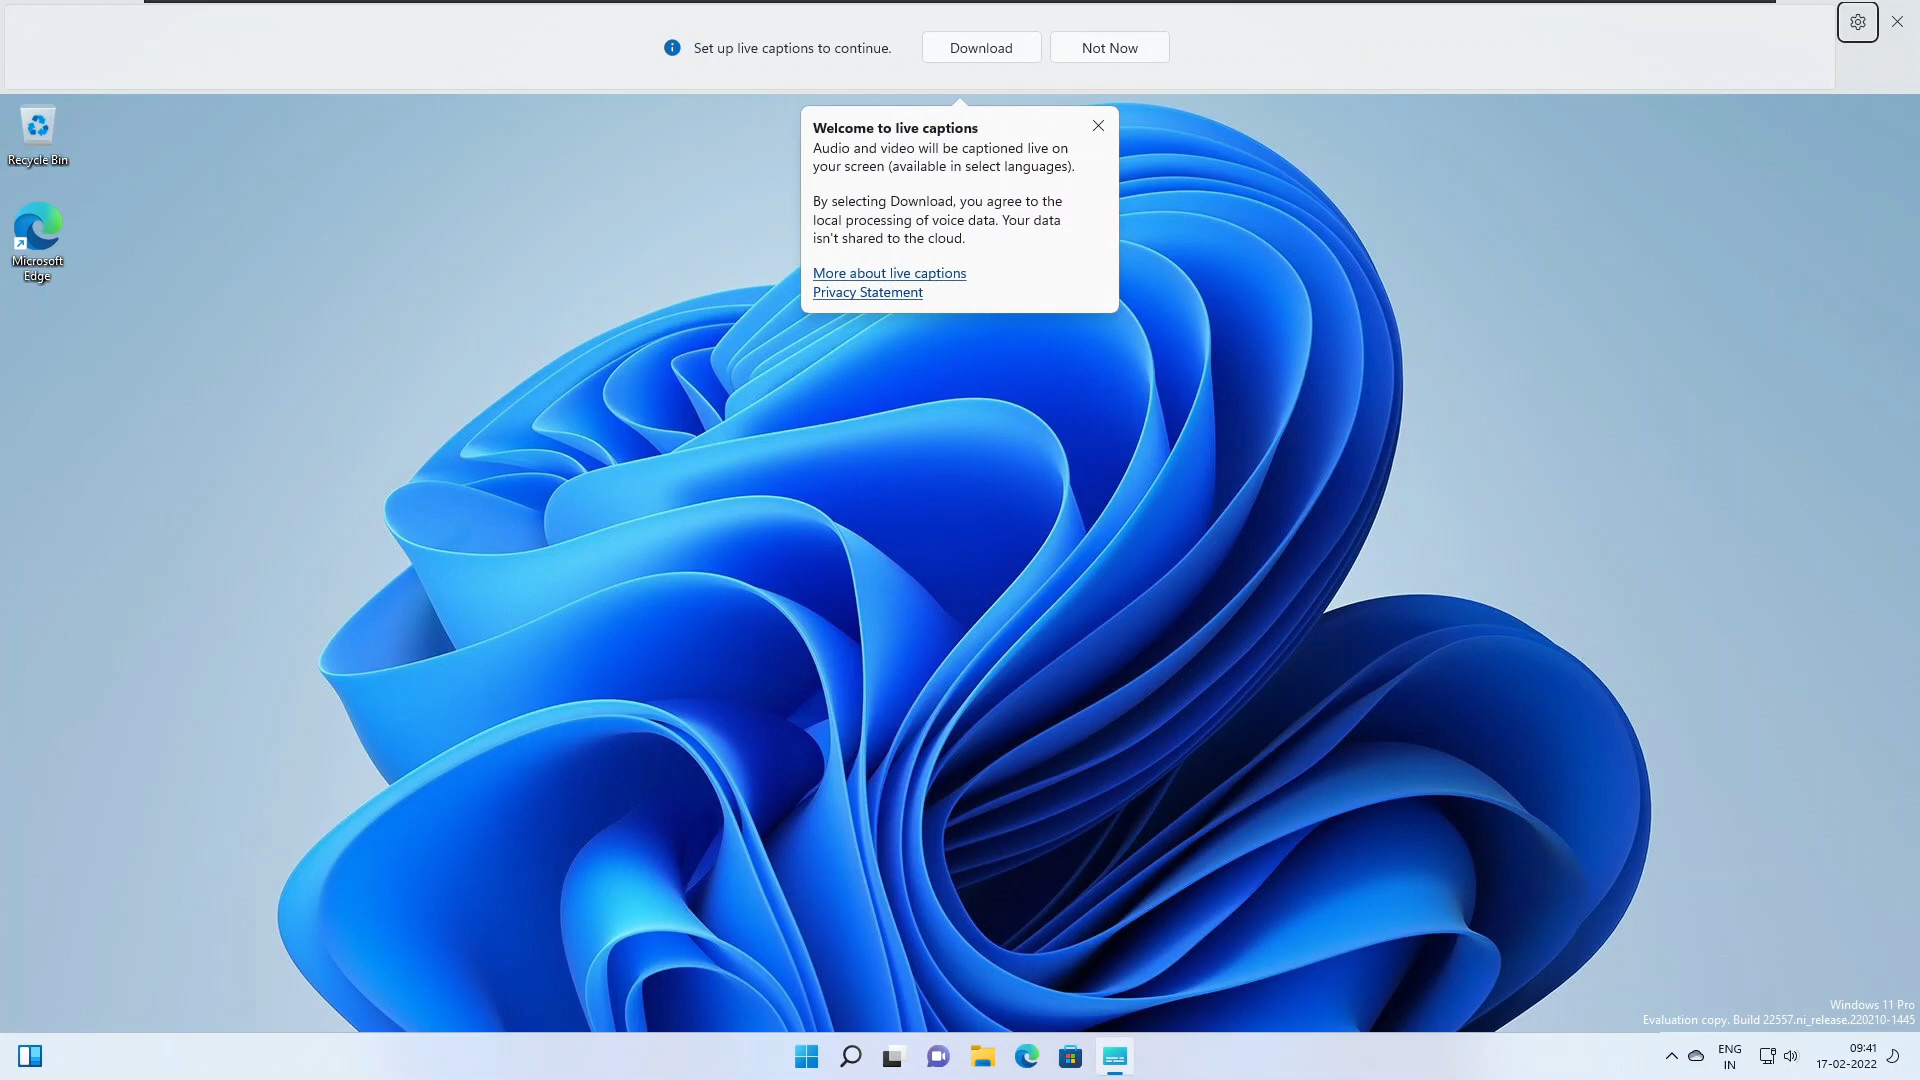 Set up live captions to continue.
Download
Not Now
Recycle Bin
Microsoft
Edge
Welcome to live captions
Audio and video will be captioned live on
your screen (available in select languages).
By selecting Download, you agree to the
local processing of voice data. Your data
isn't shared to the cloud.
More about live captions
Privacy Statement
Windows 11 Pro
Evaluation copy. Build 22557.ni_release.220210-1445
ENG
IN
09:41
17-02-2022